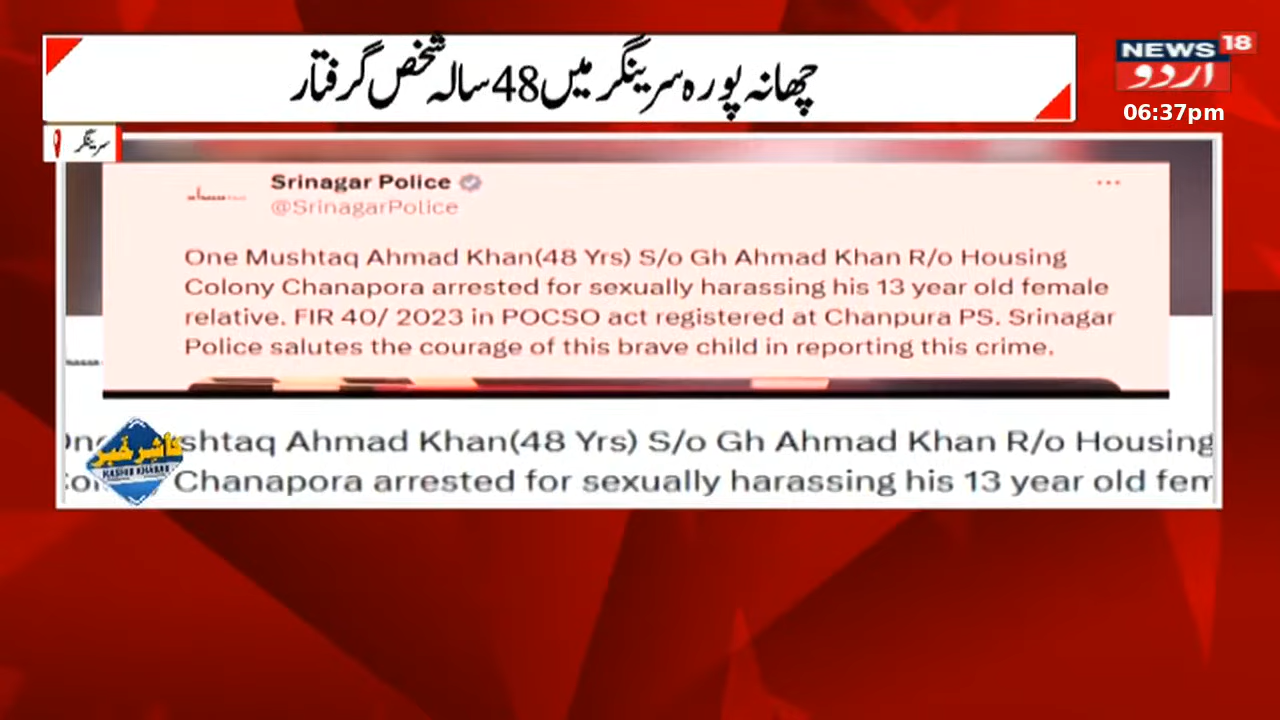 چھانہ پورہ سرینگر میں 48 سالہ شخص گرفتار
NEWS 18
اردو
06:37pm
سرینگر
Srinagar Police
@SrinagarPolice
One Mushtaq Ahmad Khan(48 Yrs) S/o Gh Ahmad Khan R/o Housing
Colony Chanapora arrested for sexually harassing his 13 year old female
relative. FIR 40/ 2023 in POCSO act registered at Chanpura PS. Srinagar
Police salutes the courage of this brave child in reporting this crime.
shtaq Ahmad Khan(48 Yrs) S/o Gh Ahmad Khan R/o Housing
Chanapora arrested for sexually harassing his 13 year old fem
کاشر خبر
KASHIR KHABAR